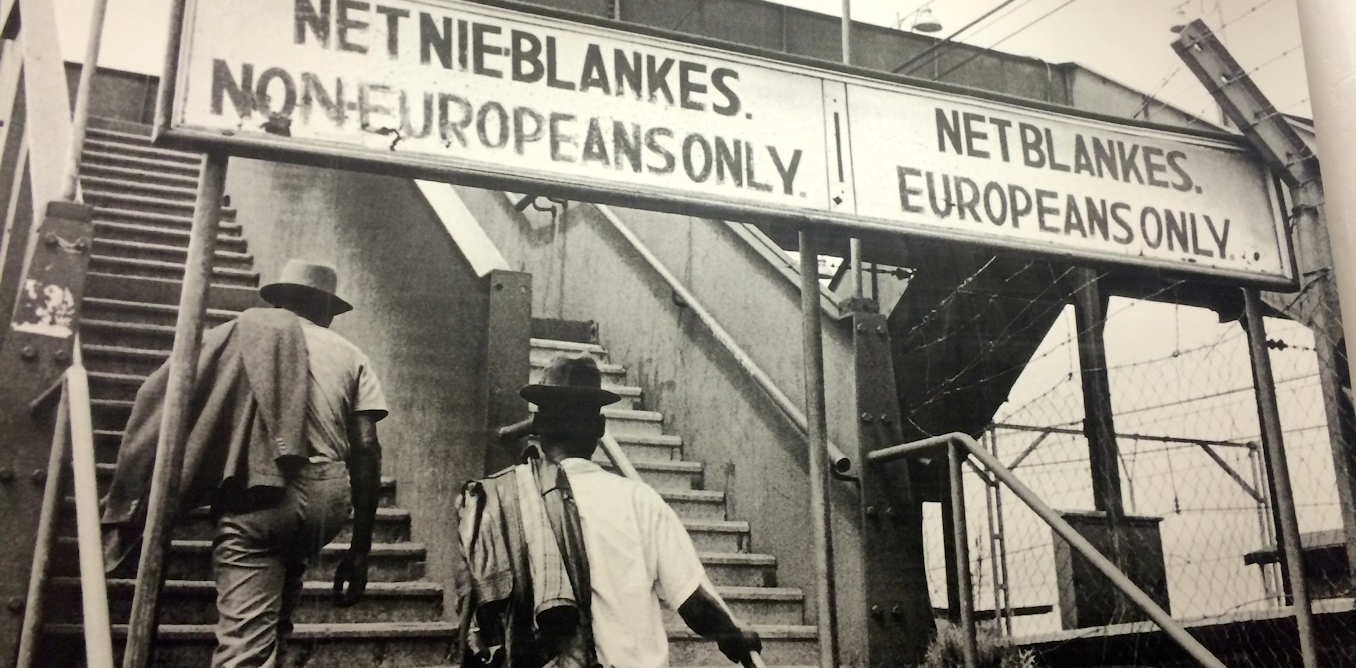 NET NIE-BLANKES.
NON-EUROPEANS ONLY.
NET BLANKES.
EUROPEANS ONLY.